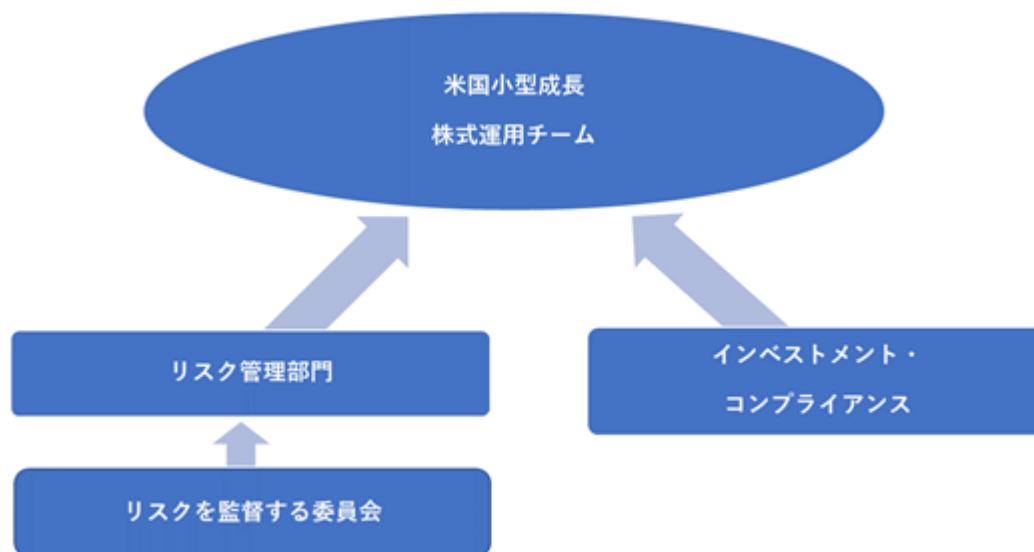 米国小型成長
株式運用チーム
リスク管理部門
インベストメント・
コンプライアンス
リスクを監督する委員会